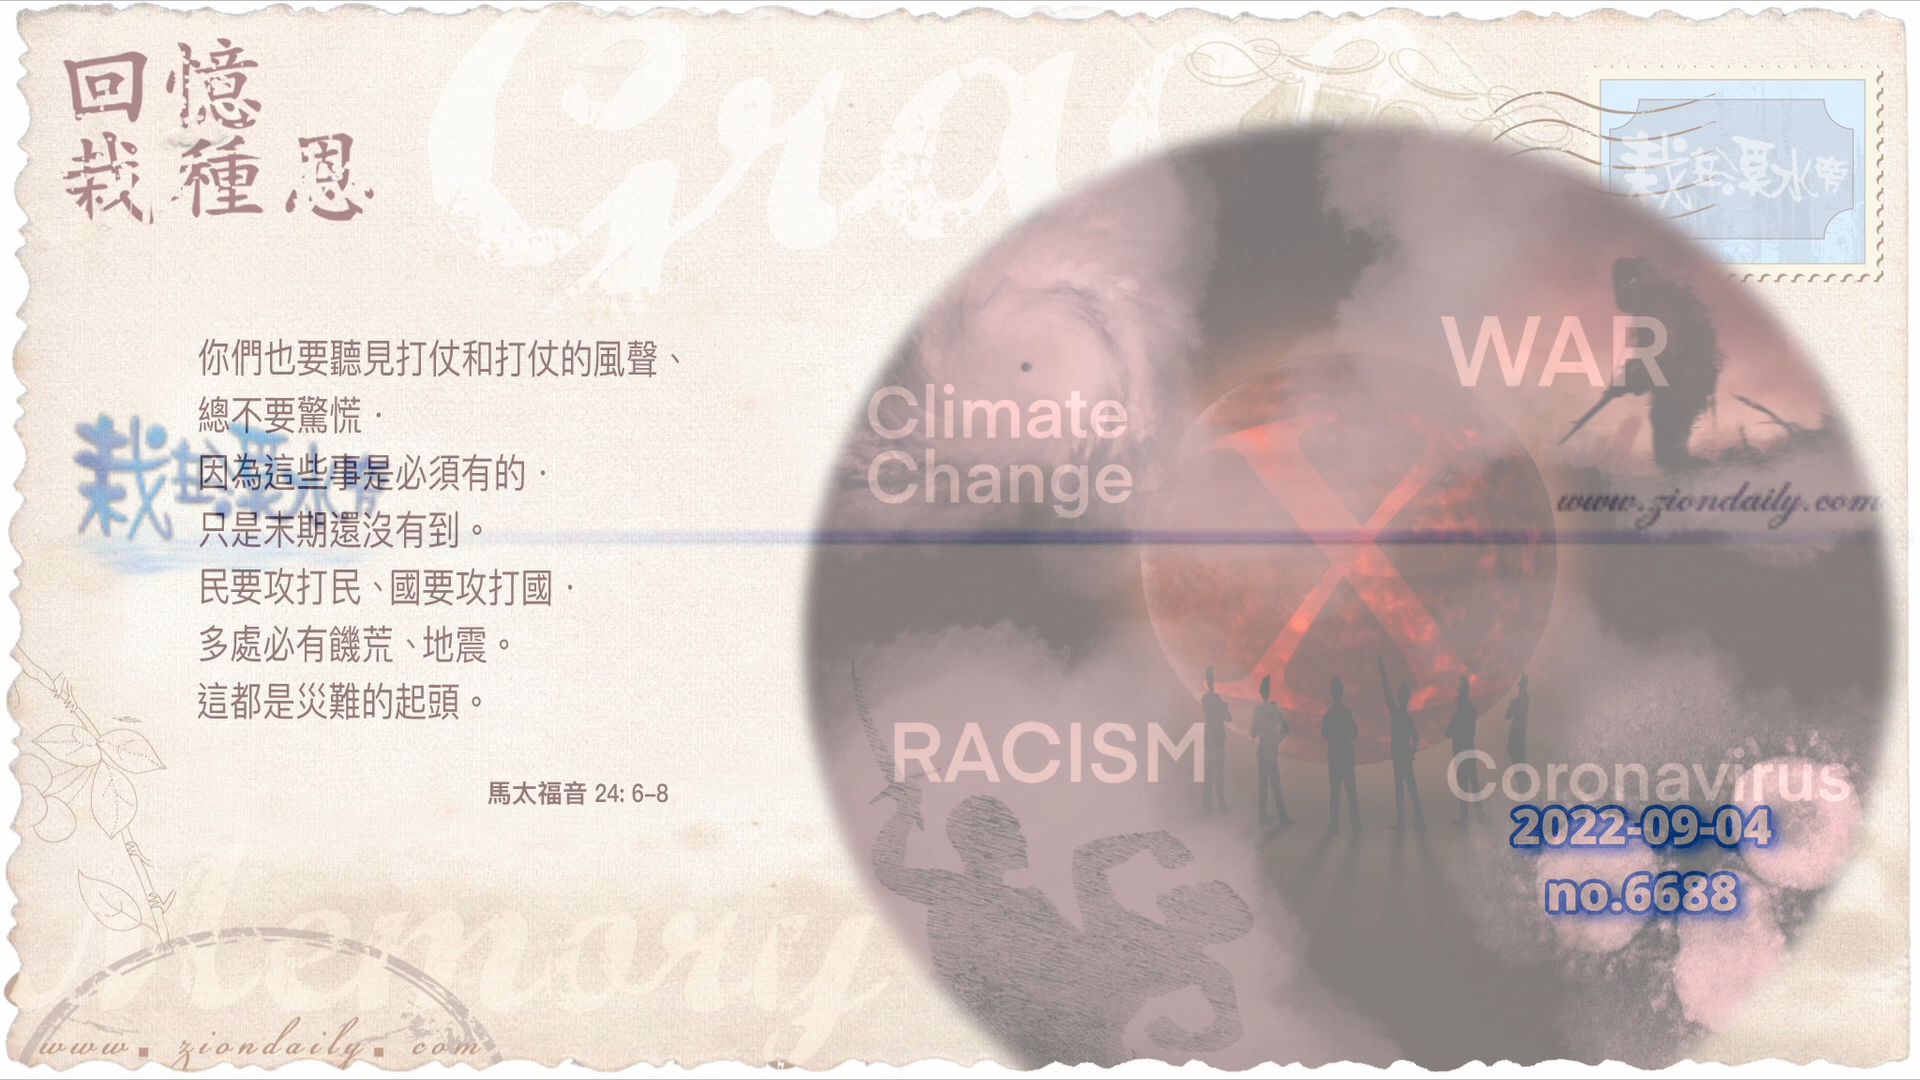 回憶
栽種恩
Grace
你們也要聽見打仗和打仗的風聲、
總不要驚慌．
因為這些事是必須有的．
只是末期還沒有到。
民要攻打民、國要攻打國．
多處必有饑荒、地震。
這都是災難的起頭。
馬太福音 24: 6–8
WAR
Climate
Change
X
www.ziondaily.com
RACISM
Coronavirus
2022-09-04
no.6688
Memory
www. ziondaily. com